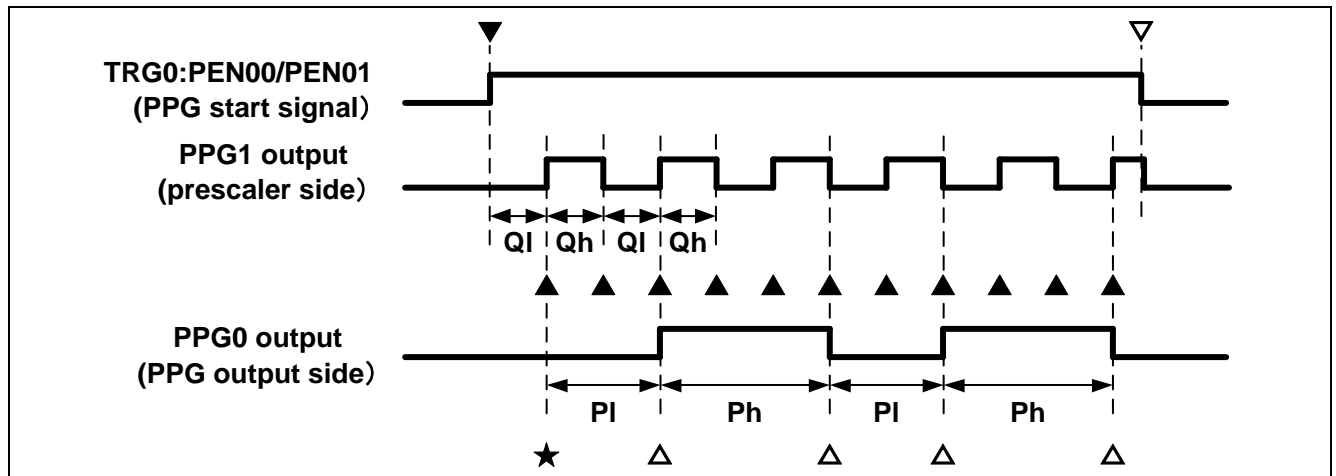 TRG0:PEN00/PEN01
(PPG start signal）
PPG1 output
(prescaler side）
Ql Qh Ql Qh
PPG0 output
(PPG output side）
Pl Ph Pl Ph